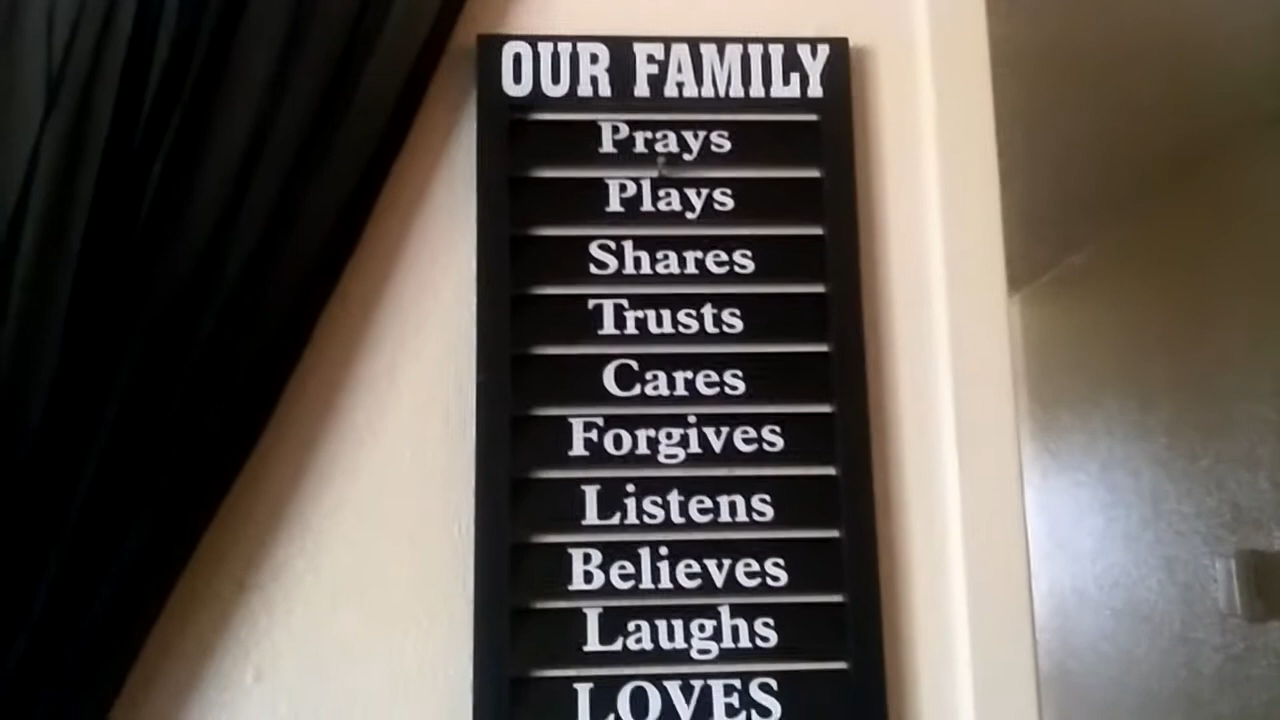 OUR FAMILY
Prays
Plays
Shares
Trusts
Cares
Forgives
Listens
Believes
Laughs
LOVES